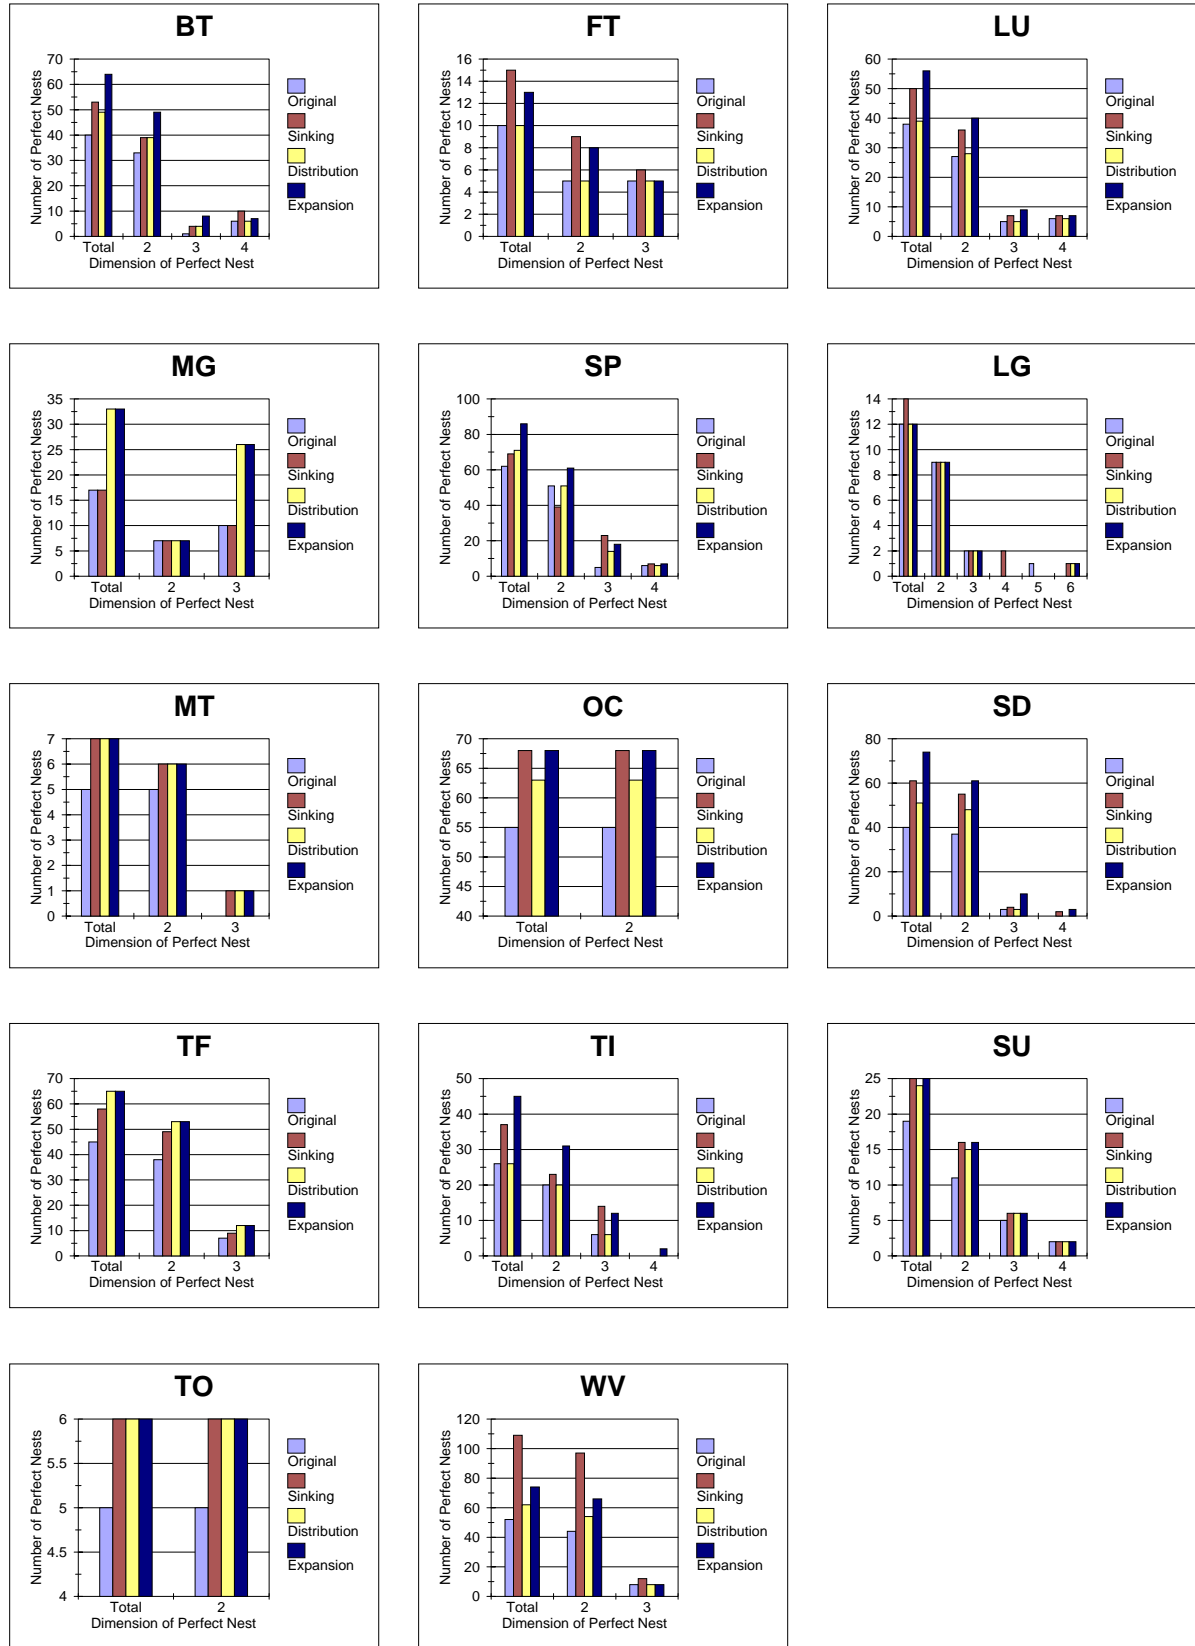 BT
Number of Perfect Nests
70
60
50
40
30
20
10
0
Total 2 3 4
Dimension of Perfect Nest
Original
Sinking
Distribution
Expansion
FT
Number of Perfect Nests
16
14
12
10
8
6
4
2
0
Total 2 3
Dimension of Perfect Nest
Original
Sinking
Distribution
Expansion
LU
Number of Perfect Nests
60
50
40
30
20
10
0
Total 2 3 4
Dimension of Perfect Nest
Original
Sinking
Distribution
Expansion
MG
Number of Perfect Nests
35
30
25
20
15
10
5
0
Total 2 3
Dimension of Perfect Nest
Original
Sinking
Distribution
Expansion
SP
Number of Perfect Nests
100
80
60
40
20
0
Total 2 3 4
Dimension of Perfect Nest
Original
Sinking
Distribution
Expansion
LG
Number of Perfect Nests
14
12
10
8
6
4
2
0
Total 2 3 4 5 6
Dimension of Perfect Nest
Original
Sinking
Distribution
Expansion
MT
Number of Perfect Nests
7
6
5
4
3
2
1
0
Total 2 3
Dimension of Perfect Nest
Original
Sinking
Distribution
Expansion
OC
Number of Perfect Nests
70
65
60
55
50
45
40
Total 2
Dimension of Perfect Nest
Original
Sinking
Distribution
Expansion
SD
Number of Perfect Nests
80
60
40
20
0
Total 2 3 4
Dimension of Perfect Nest
Original
Sinking
Distribution
Expansion
TF
Number of Perfect Nests
70
60
50
40
30
20
10
0
Total 2 3
Dimension of Perfect Nest
Original
Sinking
Distribution
Expansion
TI
Number of Perfect Nests
50
40
30
20
10
0
Total 2 3 4
Dimension of Perfect Nest
Original
Sinking
Distribution
Expansion
SU
Number of Perfect Nests
25
20
15
10
5
0
Total 2 3 4
Dimension of Perfect Nest
Original
Sinking
Distribution
Expansion
TO
Number of Perfect Nests
6
5.5
5
4.5
4
Total 2
Dimension of Perfect Nest
Original
Sinking
Distribution
Expansion
WV
Number of Perfect Nests
120
100
80
60
40
20
0
Total 2 3
Dimension of Perfect Nest
Original
Sinking
Distribution
Expansion